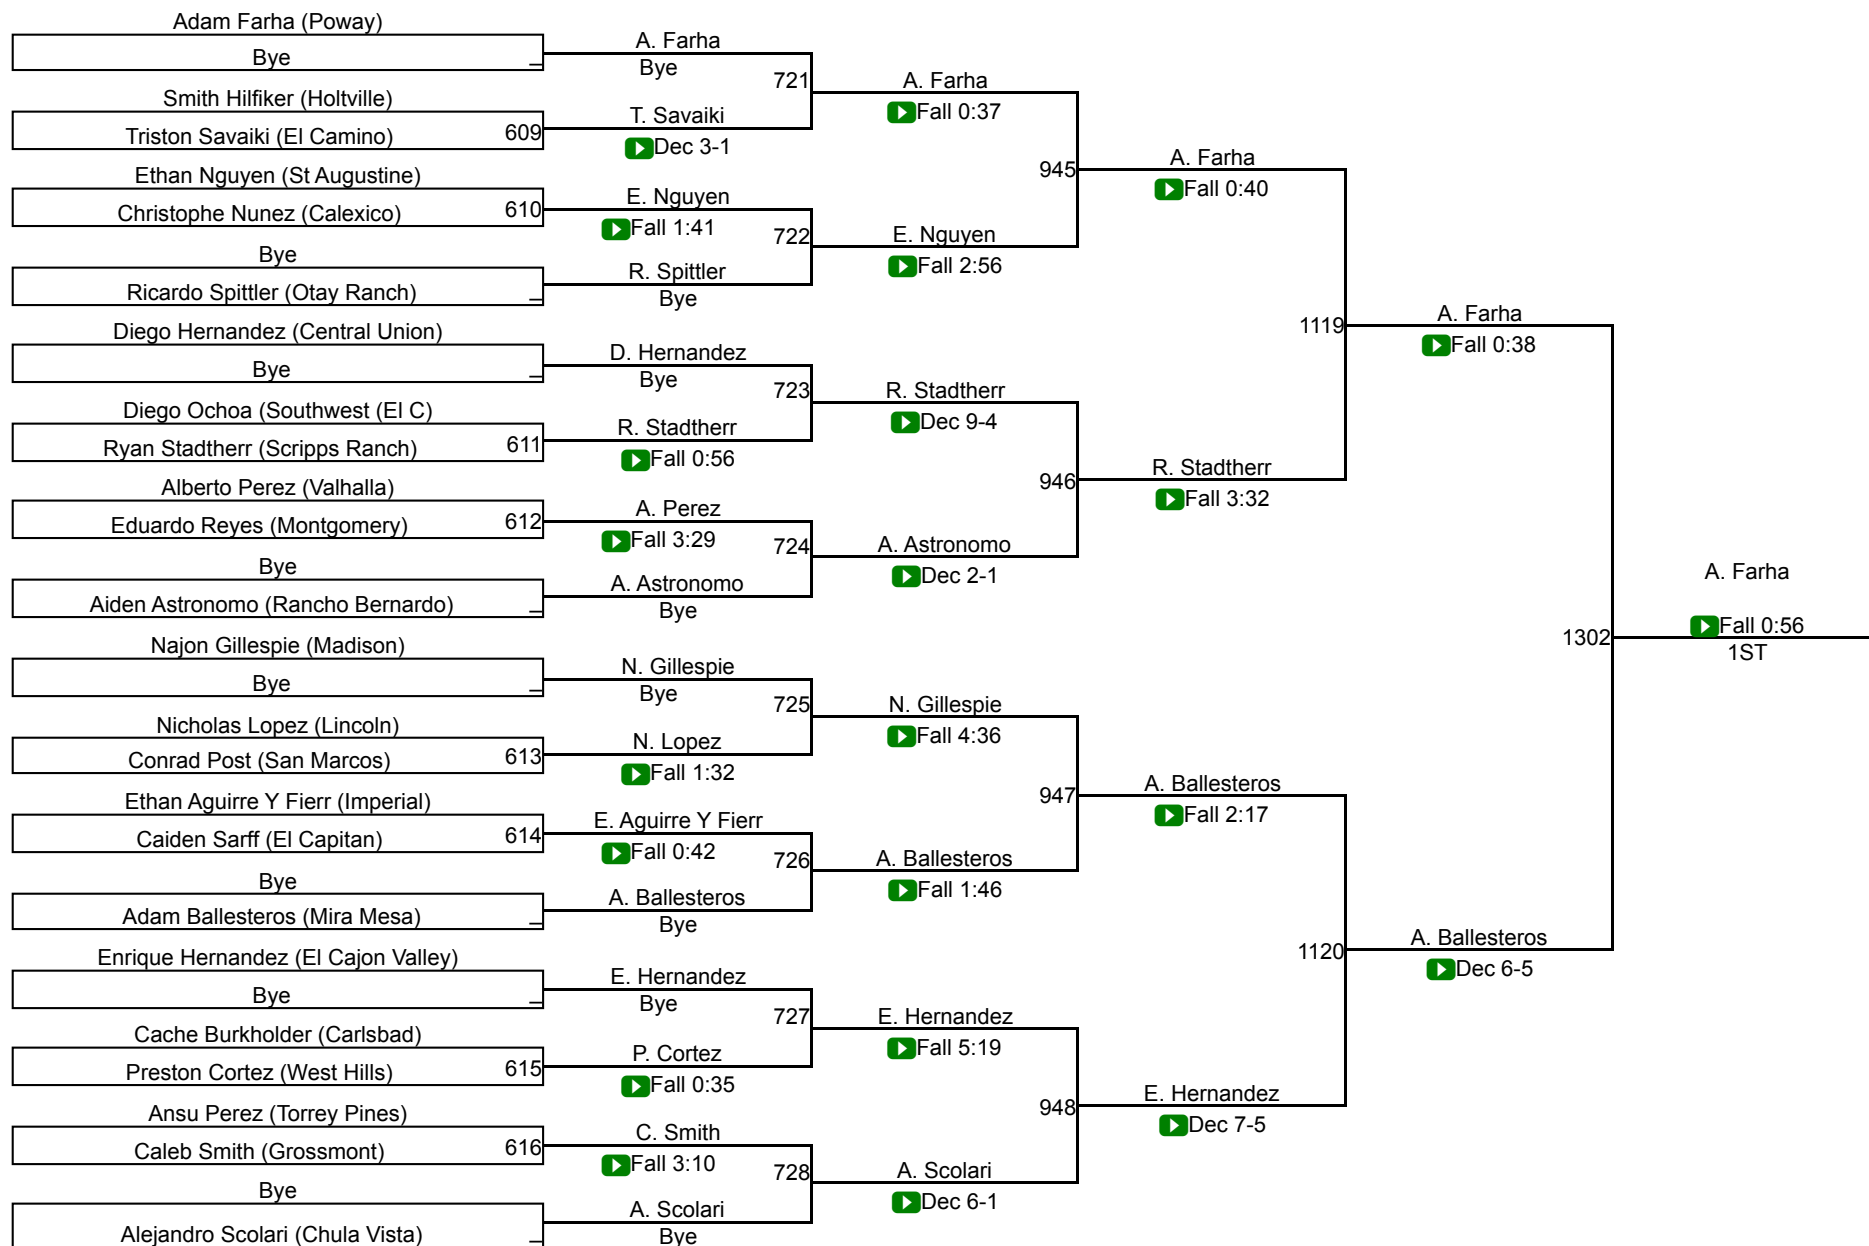 Adam Farha (Poway)
Bye
Smith Hilfiker (Holtville)
Triston Savaiki (El Camino) 609
Ethan Nguyen (St Augustine)
Christophe Nunez (Calexico) 610
Bye
Ricardo Spittler (Otay Ranch)
Diego Hernandez (Central Union)
Bye
Diego Ochoa (Southwest (El C)
Ryan Stadtherr (Scripps Ranch) 611
Alberto Perez (Valhalla)
Eduardo Reyes (Montgomery) 612
Bye
Aiden Astronomo (Rancho Bernardo)
Najon Gillespie (Madison)
Bye
Nicholas Lopez (Lincoln)
Conrad Post (San Marcos) 613
Ethan Aguirre Y Fierr (Imperial)
Caiden Sarff (El Capitan) 614
Bye
Adam Ballesteros (Mira Mesa)
Enrique Hernandez (El Cajon Valley)
Bye
Cache Burkholder (Carlsbad)
Preston Cortez (West Hills) 615
Ansu Perez (Torrey Pines)
Caleb Smith (Grossmont) 616
Bye
Alejandro Scolari (Chula Vista)
A. Farha
Bye
721
T. Savaiki
Dec 3-1
E. Nguyen
Fall 1:41
722
R. Spittler
Bye
D. Hernandez
Bye
723
R. Stadtherr
Fall 0:56
A. Perez
Fall 3:29
724
A. Astronomo
Bye
N. Gillespie
Bye
725
N. Lopez
Fall 1:32
E. Aguirre Y Fierr
Fall 0:42
726
A. Ballesteros
Bye
E. Hernandez
Bye
727
P. Cortez
Fall 0:35
C. Smith
Fall 3:10
728
A. Scolari
Bye
A. Farha
Fall 0:37
945
E. Nguyen
Fall 2:56
R. Stadtherr
Dec 9-4
946
A. Astronomo
Dec 2-1
N. Gillespie
Fall 4:36
947
A. Ballesteros
Fall 1:46
E. Hernandez
Fall 5:19
948
A. Scolari
Dec 6-1
A. Farha
Fall 0:40
1119
R. Stadtherr
Fall 3:32
A. Ballesteros
Fall 2:17
1120
E. Hernandez
Dec 7-5
A. Farha
Fall 0:38
1302
A. Ballesteros
Dec 6-5
A. Farha
Fall 0:56
1ST